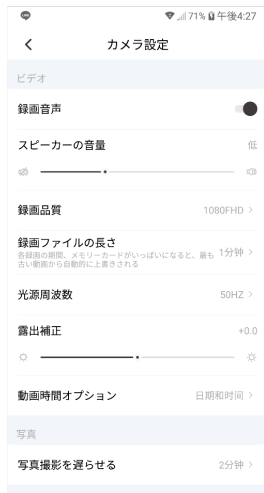 LINE 71% 午後4:27
カメラ設定
ビデオ
録画音声
スピーカーの音量 低
録画品質 1080FHD >
録画ファイルの長さ
各録画の期間、メモリーカードがいっぱいになると、最も
古い動画から自動的に上書きされる
1分钟 >
光源周波数 50HZ >
露出補正 +0.0
動画時間オプション 日期和时间 >
写真
写真撮影を遅らせる 2分钟 >